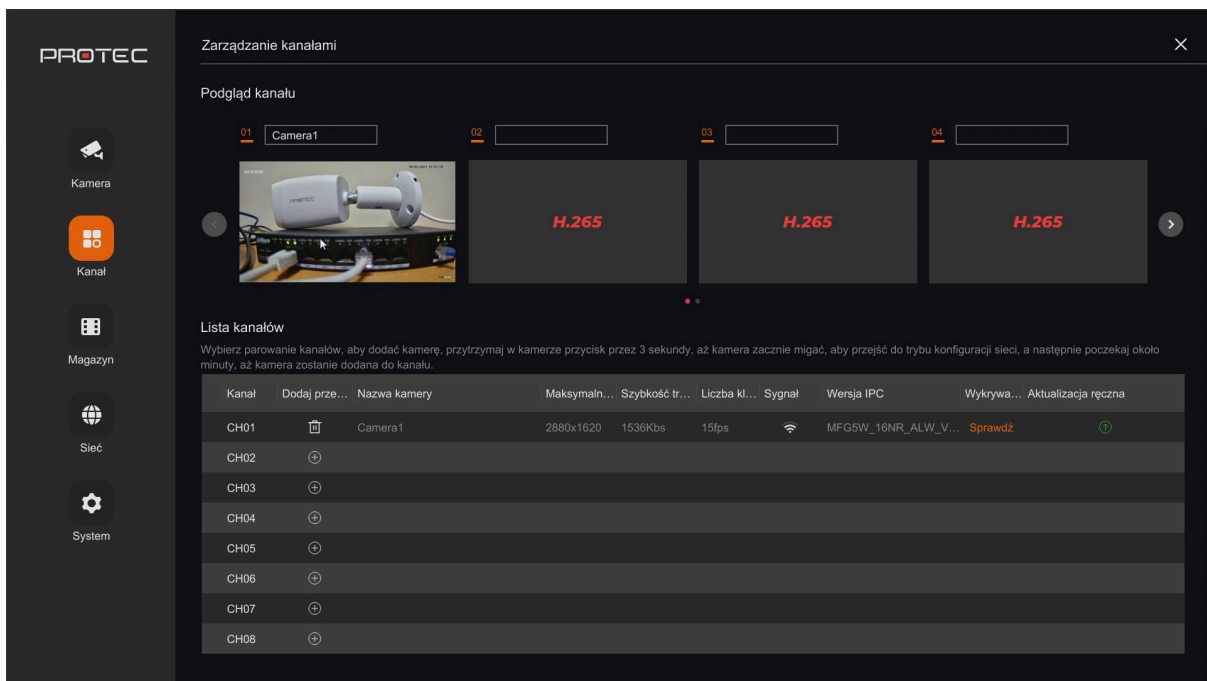 PROTEC
Zarządzanie kanałami
Podgląd kanału
01 Camera1 02 03 04
PROTEC
H.265 H.265 H.265
Kamera
Kanał
Magazyn
Sieć
System
Lista kanałów
Wybierz parowanie kanałów, aby dodać kamerę, przytrzymaj w kamerze przycisk przez 3 sekundy, aż kamera zacznie migać, aby przejść do trybu konfiguracji sieci, a następnie poczekaj około
minuty, aż kamera zostanie dodana do kanału.
Kanał Dodaj prze... Nazwa kamery Maksymaln... Szybkość tr... Liczba kl... Sygnał Wersja IPC Wykrywa... Aktualizacja ręczna
CH01 Camera1 2880x1620 1536Kbs 15fps MFG5W_16NR_ALW_V... Sprawdź
CH02
CH03
CH04
CH05
CH06
CH07
CH08